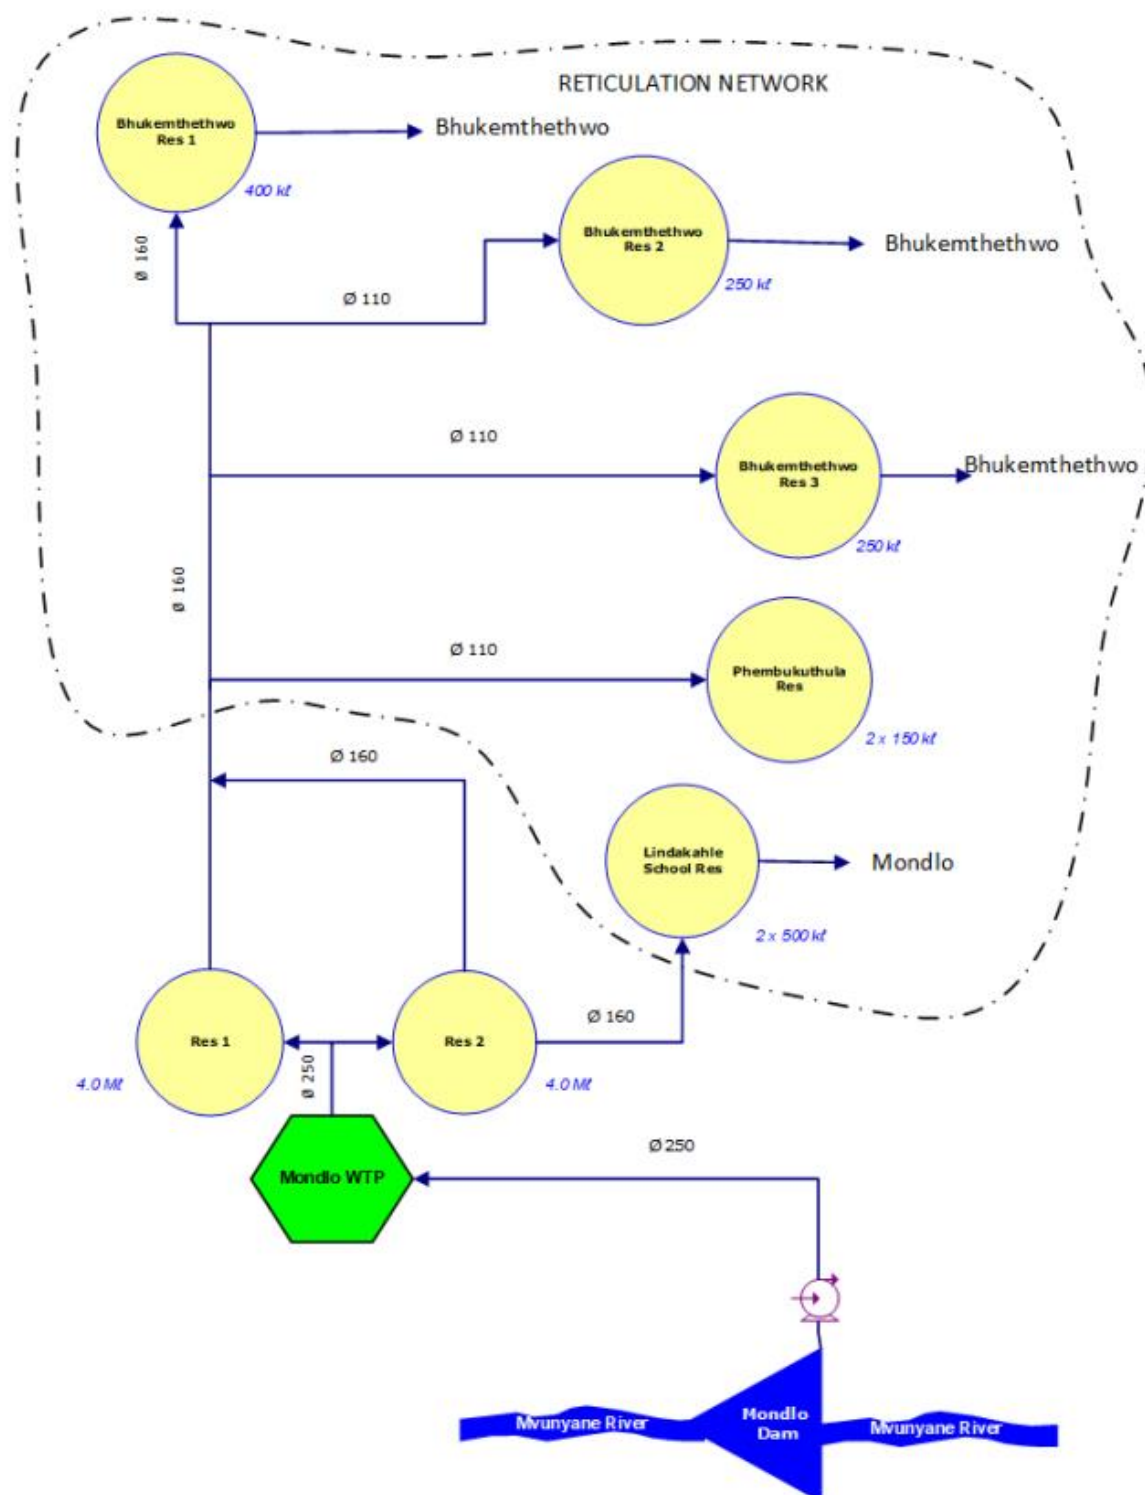 RETICULATION NETWORK
Bhukemthethwo
Res 1
Bhukemthethwo
400 kℓ
Ø 160
Ø 110
Bhukemthethwo
Res 2
Bhukemthethwo
250 kℓ
Ø 110
Bhukemthethwo
Res 3
Bhukemthethwo
250 kℓ
Ø 160
Ø 110
Phembukuthula
Res
2 x 150 kℓ
Ø 160
Lindakahle
School Res
Mondlo
2 x 500 kℓ
Ø 160
Res 1
4.0 Mℓ
Ø 250
Res 2
4.0 Mℓ
Mondlo WTP
Ø 250
Mvunyane River
Mondlo
Dam
Mvunyane River